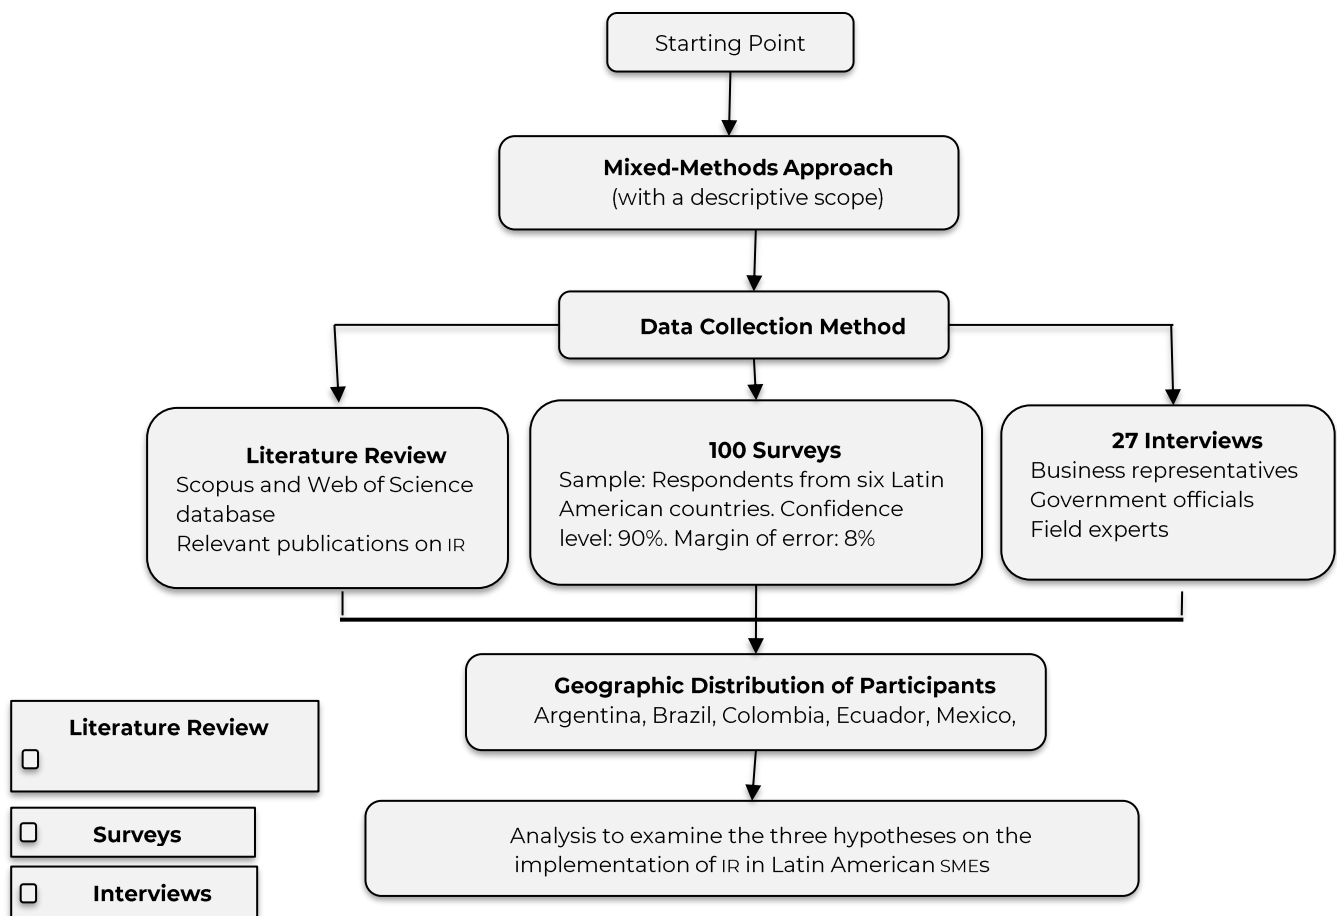 Starting Point
Mixed-Methods Approach
(with a descriptive scope)
Data Collection Method
Literature Review
Scopus and Web of Science
database
Relevant publications on IR
100 Surveys
Sample: Respondents from six Latin
American countries. Confidence
level: 90%. Margin of error: 8%
27 Interviews
Business representatives
Government officials
Field experts
Geographic Distribution of Participants
Argentina, Brazil, Colombia, Ecuador, Mexico,
Literature Review
Surveys
Interviews
Analysis to examine the three hypotheses on the
implementation of IR in Latin American SMEs